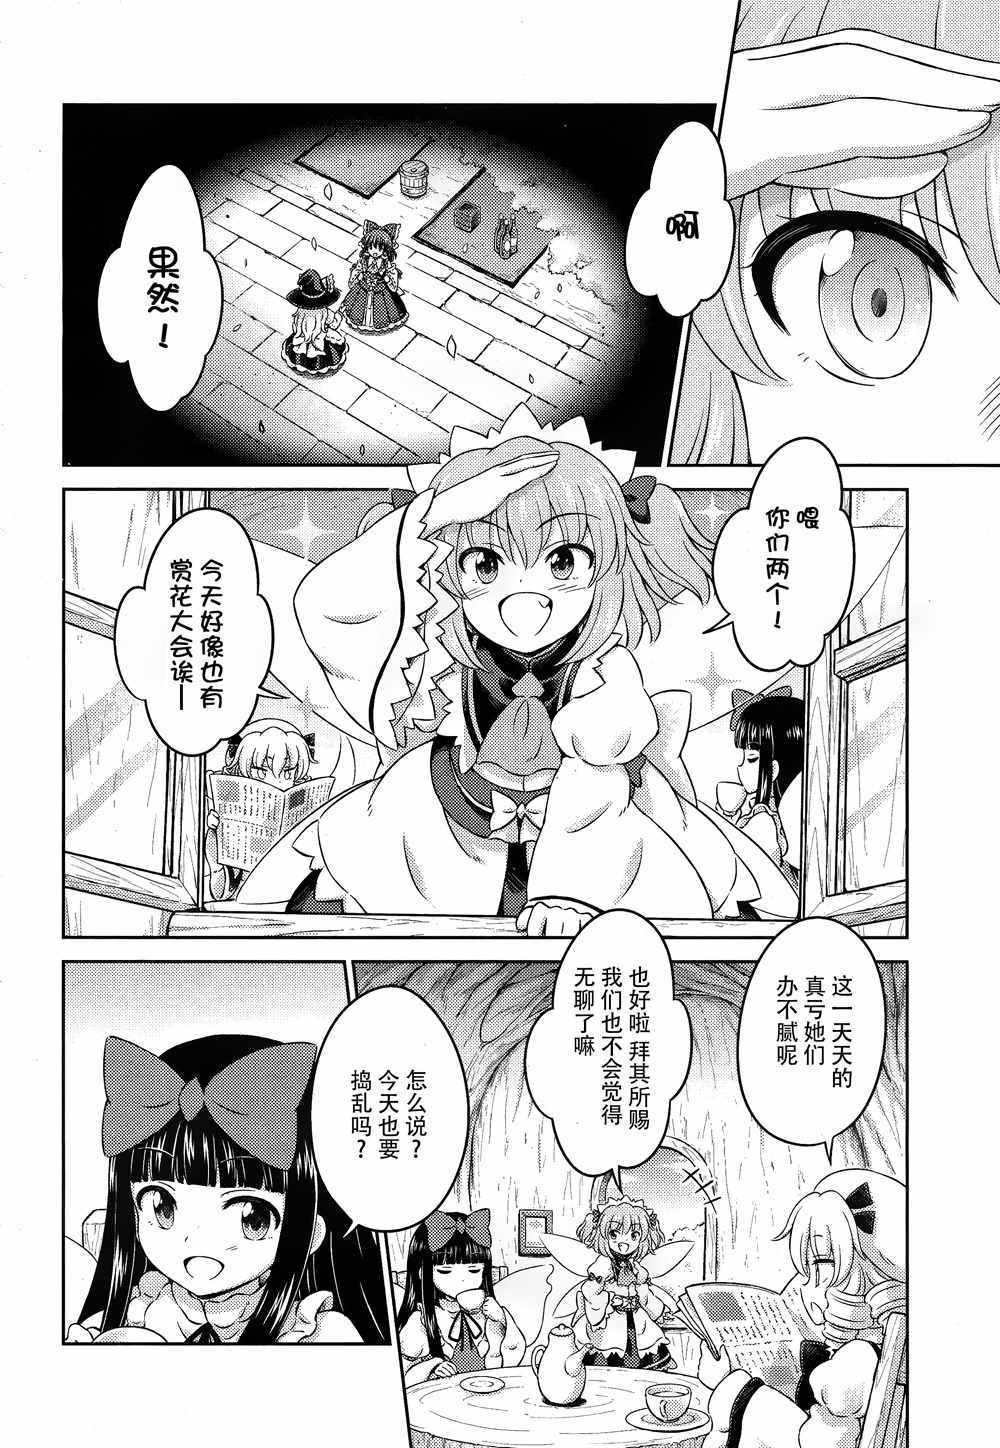 啊
果然！
喂
你们两个！
今天好像也有
赏花大会诶—
这一天天的
真亏她们
办不腻呢
也好啦 拜其所赐
我们也不会觉得
无聊了嘛
怎么说？
今天也要
捣乱吗？